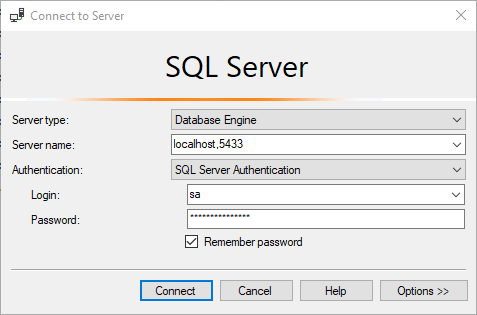 Connect to Server
SQL Server
Server type: Database Engine
Server name: localhost,5433
Authentication: SQL Server Authentication
Login: sa
Password: ***************
Remember password
Connect Cancel Help Options >>